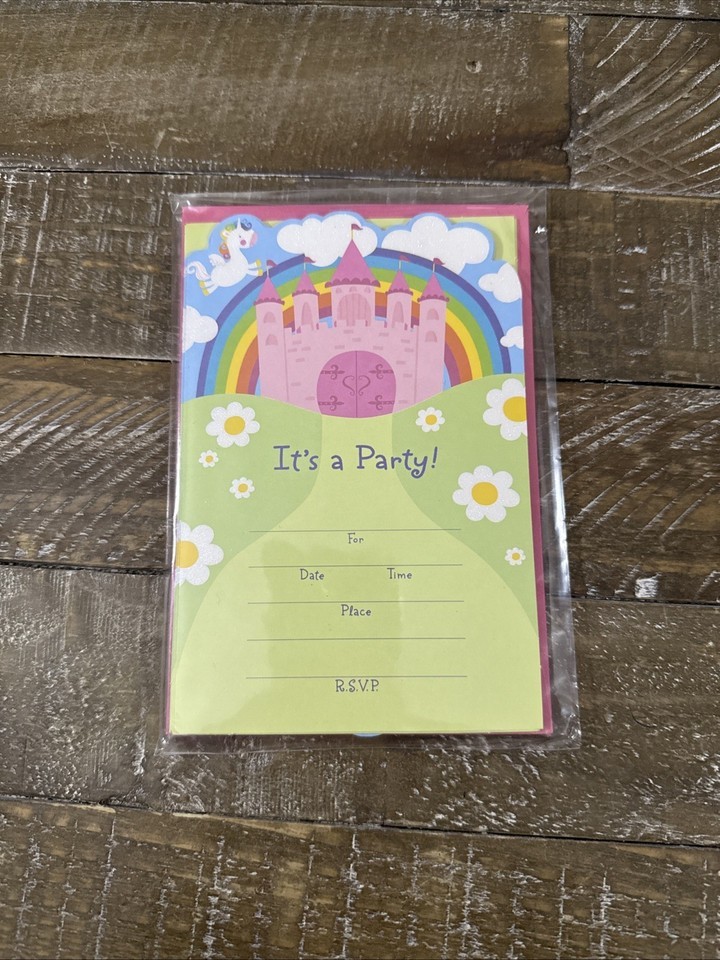 It's a Party!
For
Date Time
Place
R.S.V.P.